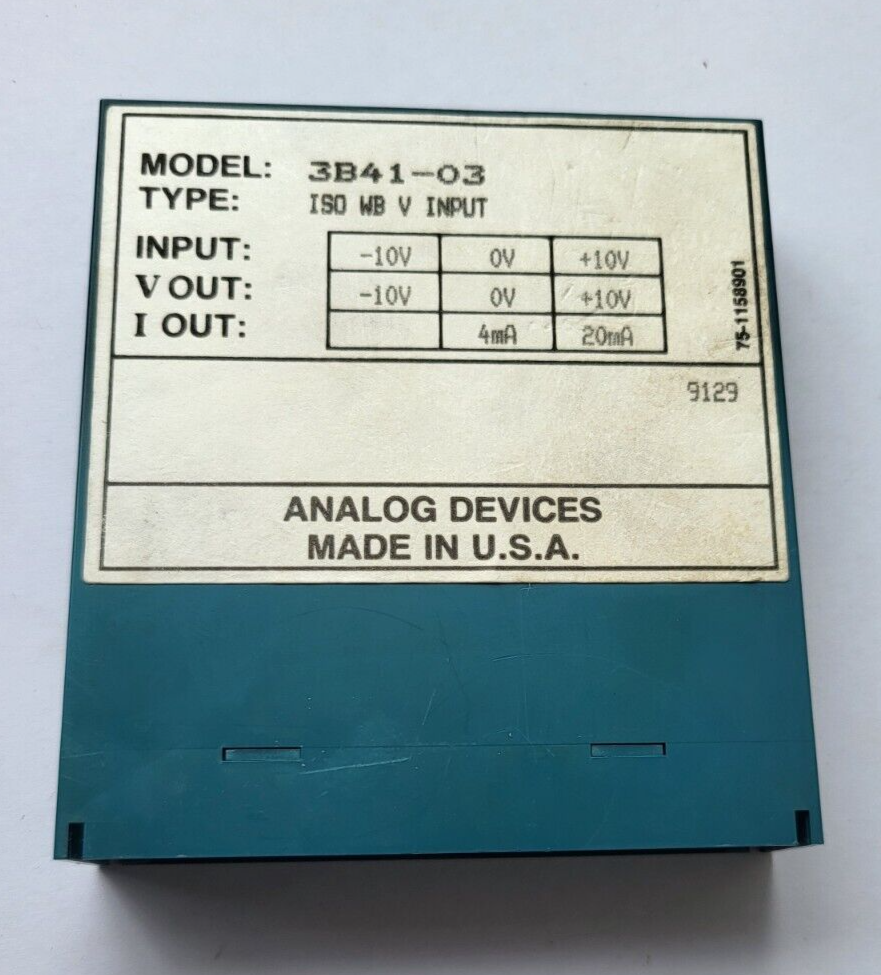 MODEL: 3B41-03
TYPE: ISO WB V INPUT
INPUT: -10V 0V +10V
V OUT: -10V 0V +10V
I OUT: 4mA 20mA
75-1158901
9129
ANALOG DEVICES
MADE IN U.S.A.